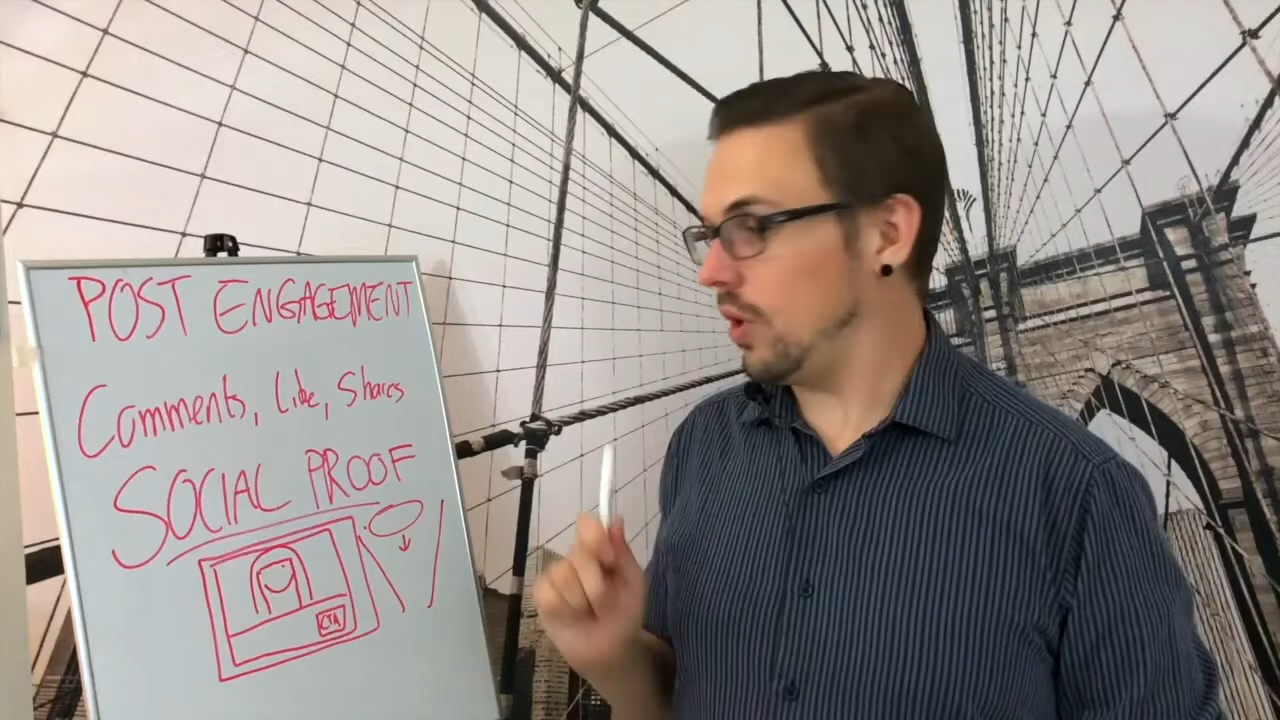 POST ENGAGEMENT
Comments, Like, Shares
SOCIAL PROOF
CTA